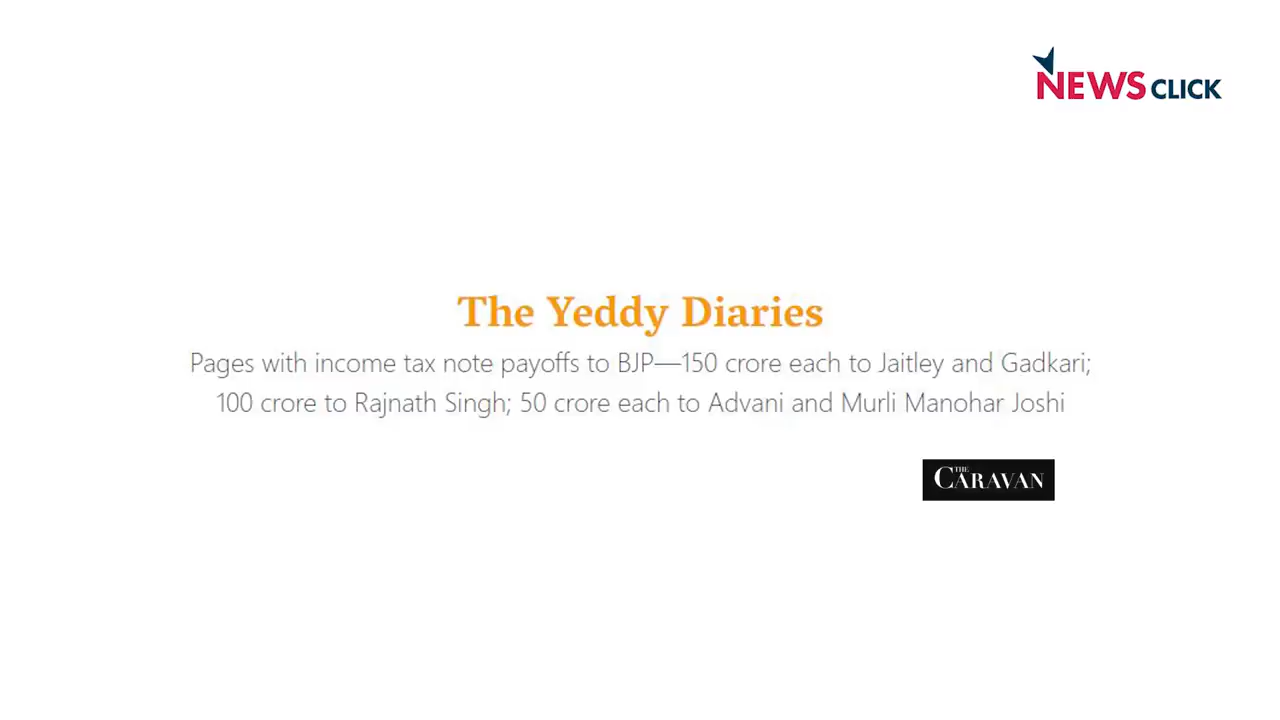 NEWS CLICK
The Yeddy Diaries
Pages with income tax note payoffs to BJP—150 crore each to Jaitley and Gadkari;
100 crore to Rajnath Singh; 50 crore each to Advani and Murli Manohar Joshi
THE CARAVAN